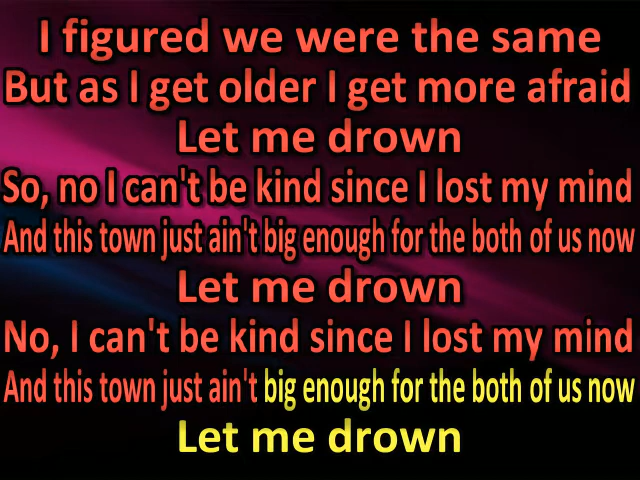 I figured we were the same
But as I get older I get more afraid
Let me drown
So, no I can't be kind since I lost my mind
And this town just ain't big enough for the both of us now
Let me drown
No, I can't be kind since I lost my mind
And this town just ain't big enough for the both of us now
Let me drown